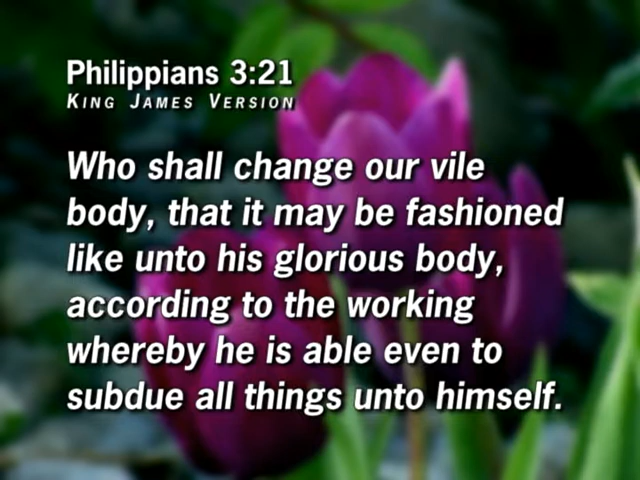 Philippians 3:21
King James Version
Who shall change our vile
body, that it may be fashioned
like unto his glorious body,
according to the working
whereby he is able even to
subdue all things unto himself.